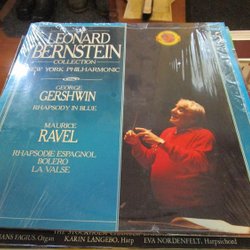 LEONARD
BERNSTEIN
COLLECTION
NEW YORK PHILHARMONIC
GEORGE
GERSHWIN
RHAPSODY IN BLUE
MAURICE
RAVEL
RHAPSODIE ESPAGNOL
BOLERO
LA VALSE
THE STOCKHOLM
HANS FAGIUS, Organ KARIN LANGEBO, Harp EVA NORDENFELT, Harpsichord